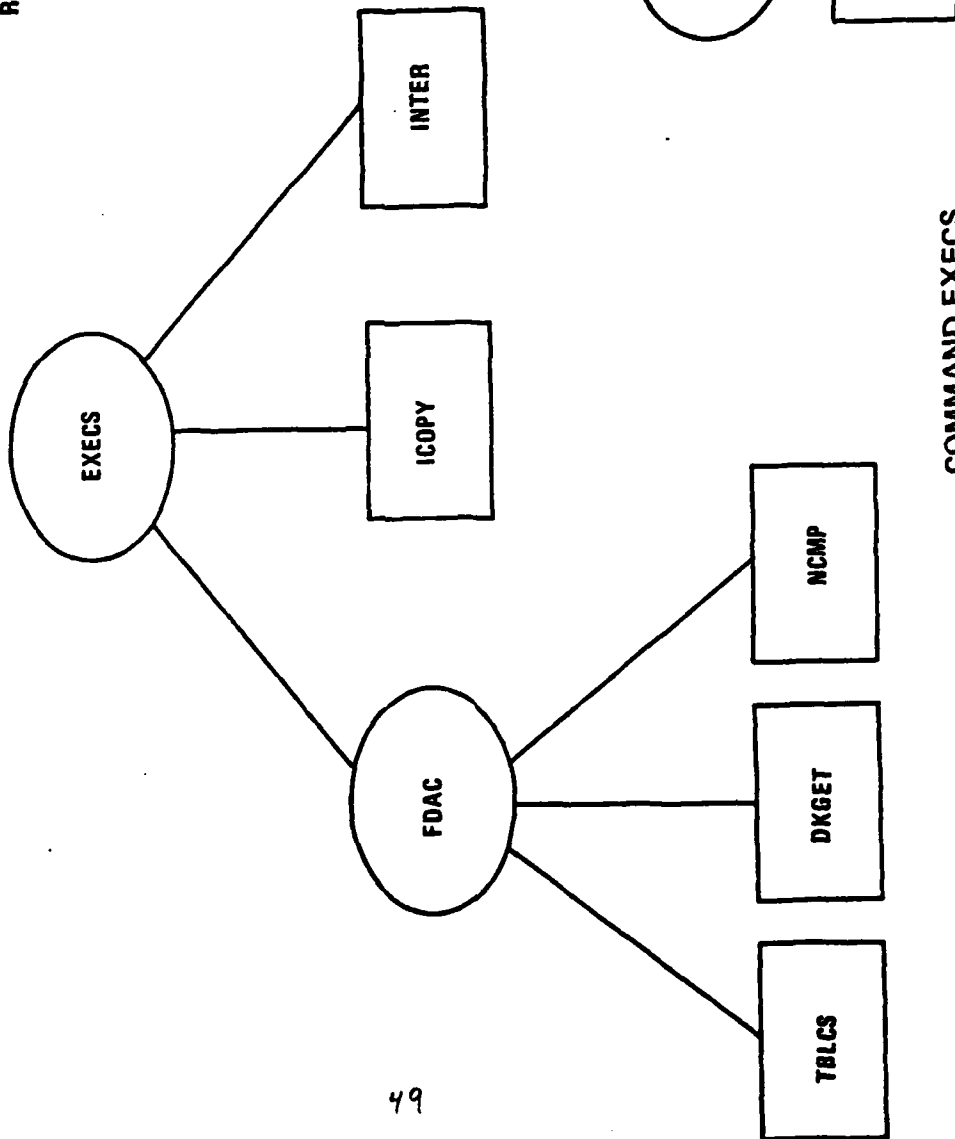 EXECS
FDAC
ICOPY
INTER
TBLCS
DKGET
NCMP
COMMAND EXECS
49